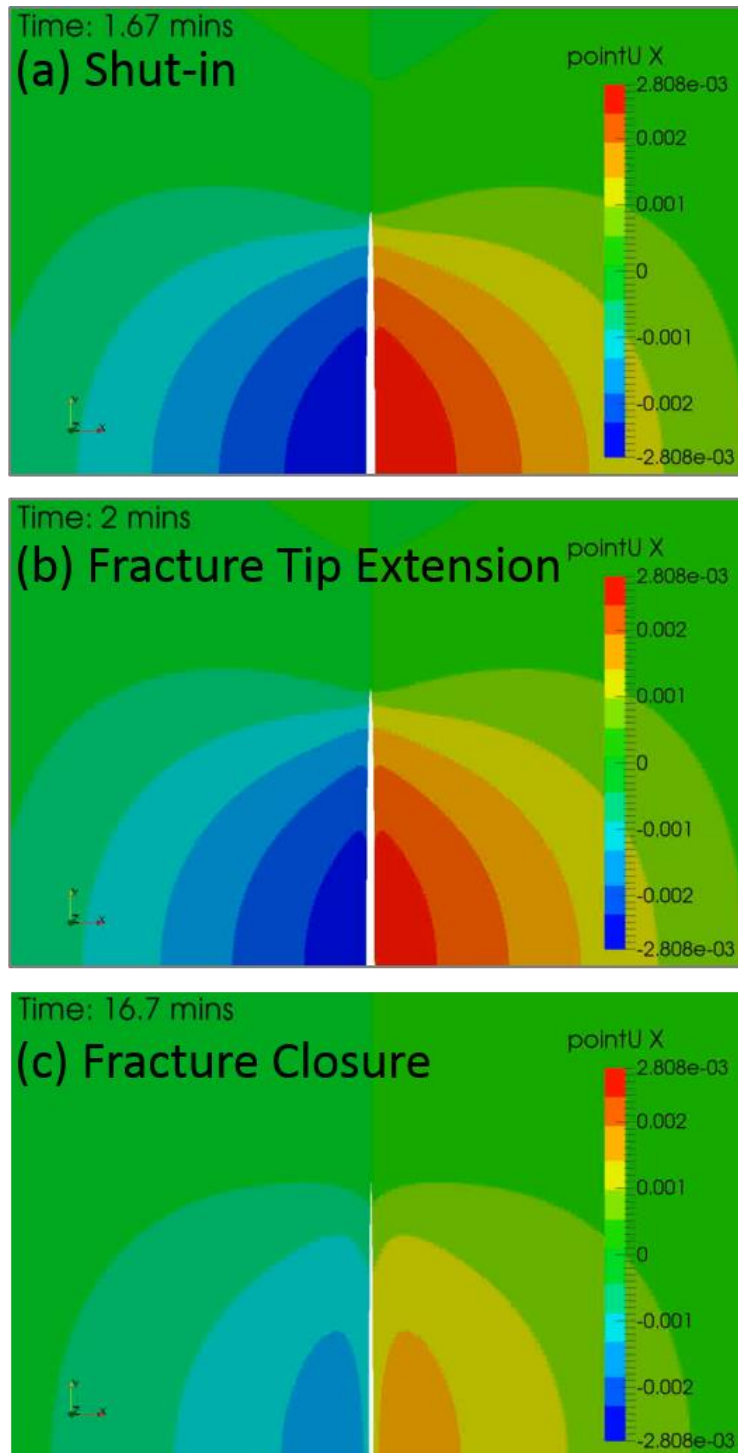 Time: 1.67 mins
(a) Shut-in
pointU X
2.808e-03
0.002
0.001
0
-0.001
-0.002
-2.808e-03
Y
Z X
Time: 2 mins
(b) Fracture Tip Extension
pointU X
2.808e-03
0.002
0.001
0
-0.001
-0.002
-2.808e-03
Y
Z X
Time: 16.7 mins
(c) Fracture Closure
pointU X
2.808e-03
0.002
0.001
0
-0.001
-0.002
-2.808e-03
Y
Z X